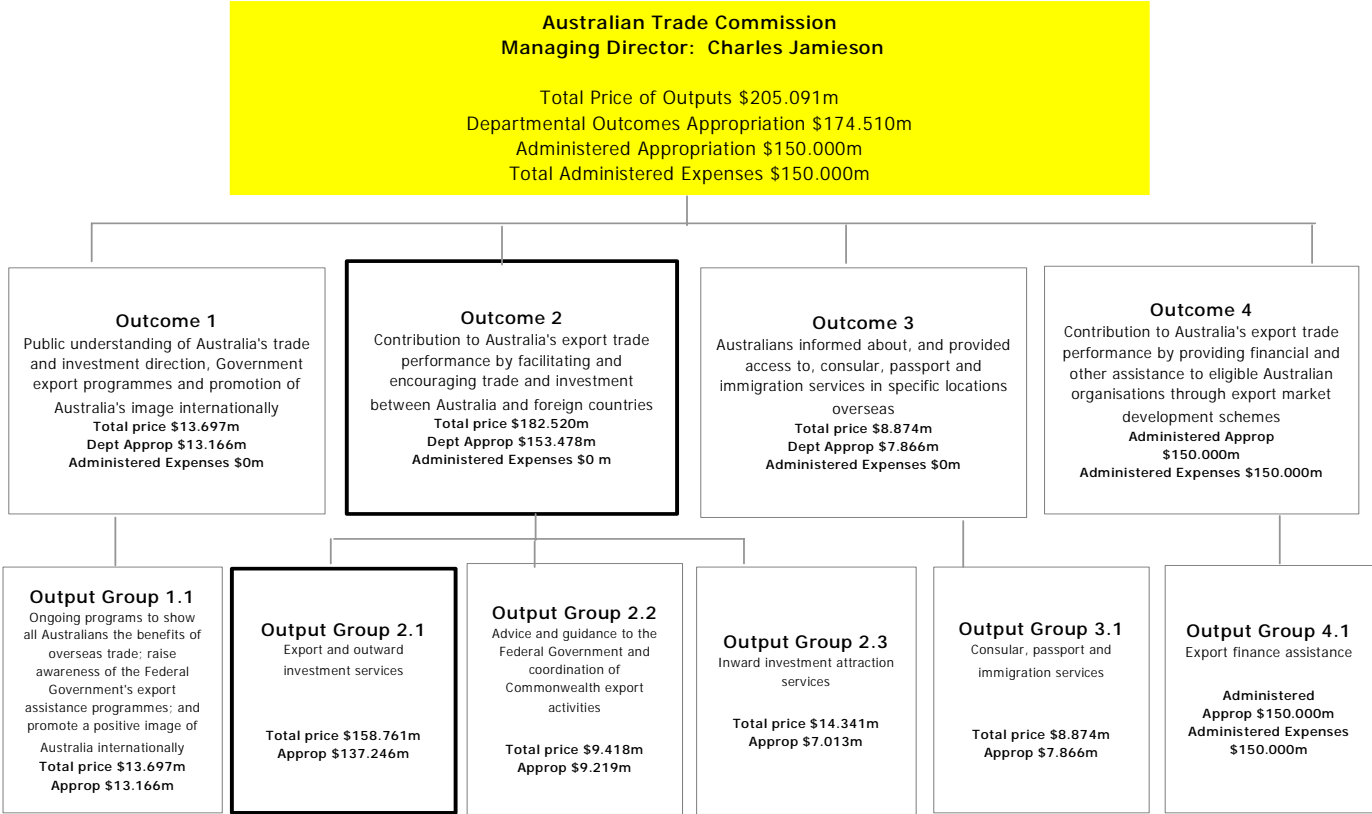 Australian Trade Commission
Managing Director: Charles Jamieson
Total Price of Outputs $205.091m
Departmental Outcomes Appropriation $174.510m
Administered Appropriation $150.000m
Total Administered Expenses $150.000m
Outcome 1
Public understanding of Australia's trade
and investment direction, Government
export programmes and promotion of
Australia's image internationally
Total price $13.697m
Dept Approp $13.166m
Administered Expenses $0m
Outcome 2
Contribution to Australia's export trade
performance by facilitating and
encouraging trade and investment
between Australia and foreign countries
Total price $182.520m
Dept Approp $153.478m
Administered Expenses $0 m
Outcome 3
Australians informed about, and provided
access to, consular, passport and
immigration services in specific locations
overseas
Total price $8.874m
Dept Approp $7.866m
Administered Expenses $0m
Outcome 4
Contribution to Australia's export trade
performance by providing financial and
other assistance to eligible Australian
organisations through export market
development schemes
Administered Approp
$150.000m
Administered Expenses $150.000m
Output Group 1.1
Ongoing programs to show
all Australians the benefits of
overseas trade; raise
awareness of the Federal
Government's export
assistance programmes; and
promote a positive image of
Australia internationally
Total price $13.697m
Approp $13.166m
Output Group 2.1
Export and outward
investment services
Total price $158.761m
Approp $137.246m
Output Group 2.2
Advice and guidance to the
Federal Government and
coordination of
Commonwealth export
activities
Total price $9.418m
Approp $9.219m
Output Group 2.3
Inward investment attraction
services
Total price $14.341m
Approp $7.013m
Output Group 3.1
Consular, passport and
immigration services
Total price $8.874m
Approp $7.866m
Output Group 4.1
Export finance assistance
Administered
Approp $150.000m
Administered Expenses
$150.000m